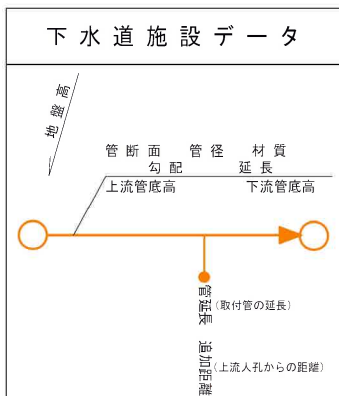 下水道施設データ
地盤高
管断面 管径 材質
勾配 延長
上流管底高 下流管底高
管延長 (取付管の延長)
追加距離 (上流人孔からの距離)